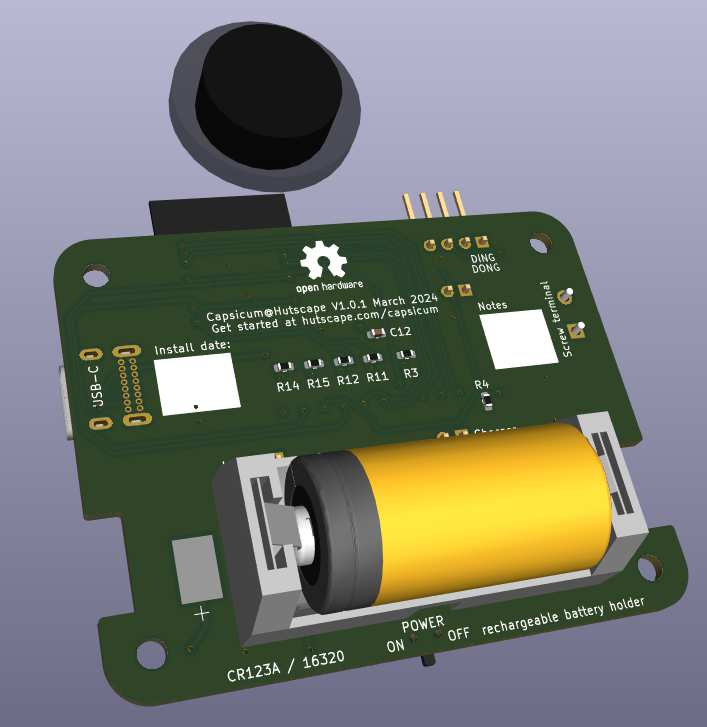 DING
DONG
open hardware
Capsicum@Hutscape V1.0.1 March 2024
Get started at hutscape.com/capsicum
Notes
Screw terminal
C12
Install date:
USB-C
R14 R15 R12 R11 R3
R4
POWER
ON OFF rechargeable battery holder
CR123A / 16320